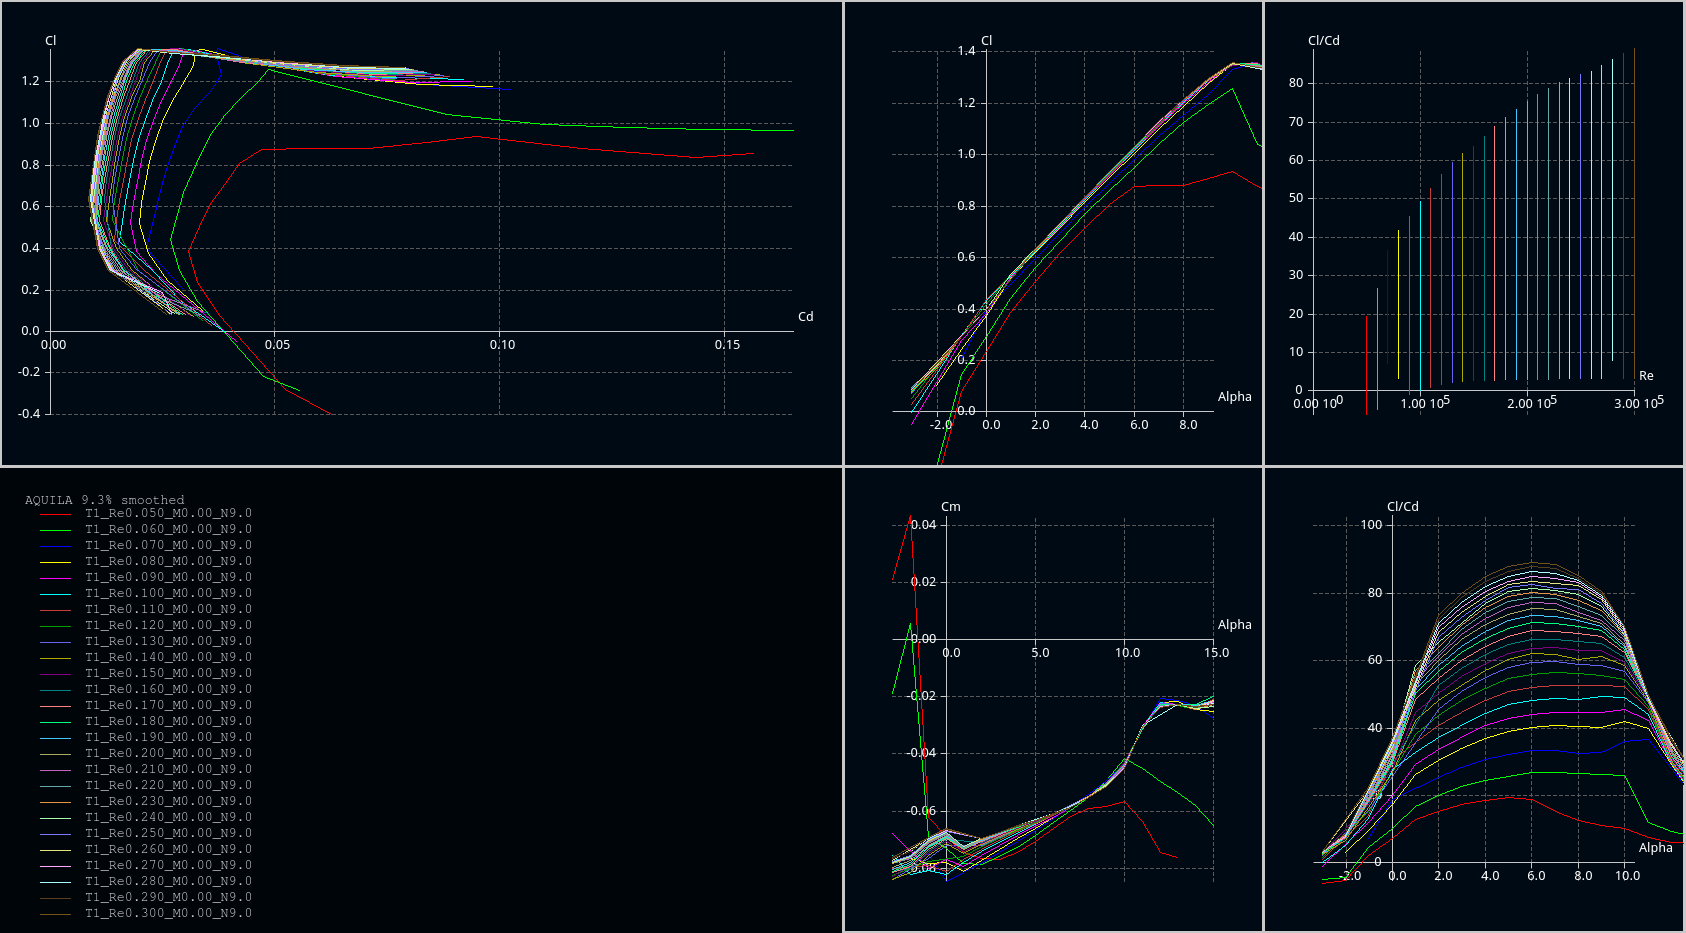 Cl
1.2
1.0
0.8
0.6
0.4
0.2
0.0
-0.2
-0.4
0.00
0.05
0.10
0.15
Cd
Cl
1.4
1.2
1.0
0.8
0.6
0.4
0.2
0.0
-2.0
0.0
2.0
4.0
6.0
8.0
Alpha
Cl/Cd
80
70
60
50
40
30
20
10
0
0.00 10⁰
1.00 10⁵
2.00 10⁵
3.00 10⁵
Re
AQUILA 9.3% smoothed
T1_Re0.050_M0.00_N9.0
T1_Re0.060_M0.00_N9.0
T1_Re0.070_M0.00_N9.0
T1_Re0.080_M0.00_N9.0
T1_Re0.090_M0.00_N9.0
T1_Re0.100_M0.00_N9.0
T1_Re0.110_M0.00_N9.0
T1_Re0.120_M0.00_N9.0
T1_Re0.130_M0.00_N9.0
T1_Re0.140_M0.00_N9.0
T1_Re0.150_M0.00_N9.0
T1_Re0.160_M0.00_N9.0
T1_Re0.170_M0.00_N9.0
T1_Re0.180_M0.00_N9.0
T1_Re0.190_M0.00_N9.0
T1_Re0.200_M0.00_N9.0
T1_Re0.210_M0.00_N9.0
T1_Re0.220_M0.00_N9.0
T1_Re0.230_M0.00_N9.0
T1_Re0.240_M0.00_N9.0
T1_Re0.250_M0.00_N9.0
T1_Re0.260_M0.00_N9.0
T1_Re0.270_M0.00_N9.0
T1_Re0.280_M0.00_N9.0
T1_Re0.290_M0.00_N9.0
T1_Re0.300_M0.00_N9.0
Cm
0.04
0.02
0.00
-0.02
-0.04
-0.06
-0.08
0.0
5.0
10.0
15.0
Alpha
Cl/Cd
100
80
60
40
20
0
-2.0
0.0
2.0
4.0
6.0
8.0
10.0
Alpha